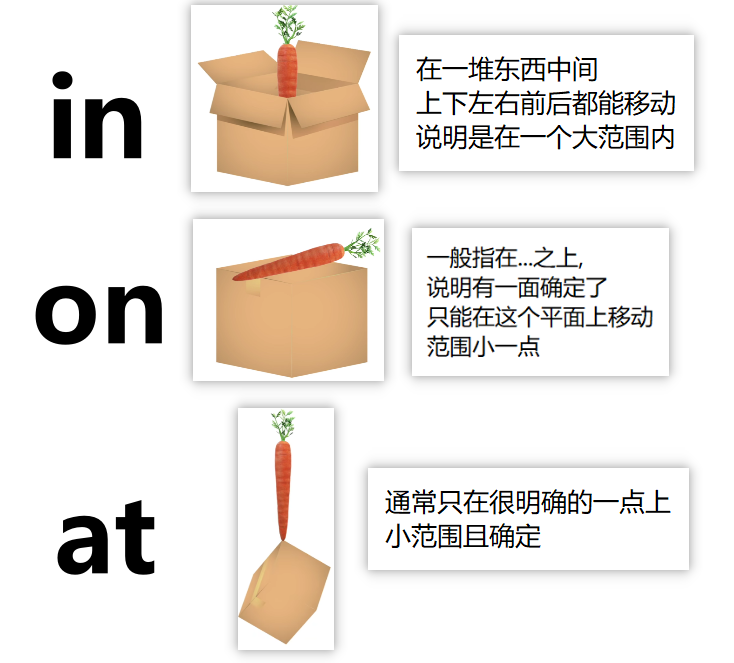 in
在一堆东西中间
上下左右前后都能移动
说明是在一个大范围内
on
一般指在...之上,
说明有一面确定了
只能在这个平面上移动
范围小一点
at
通常只在很明确的一点上
小范围且确定